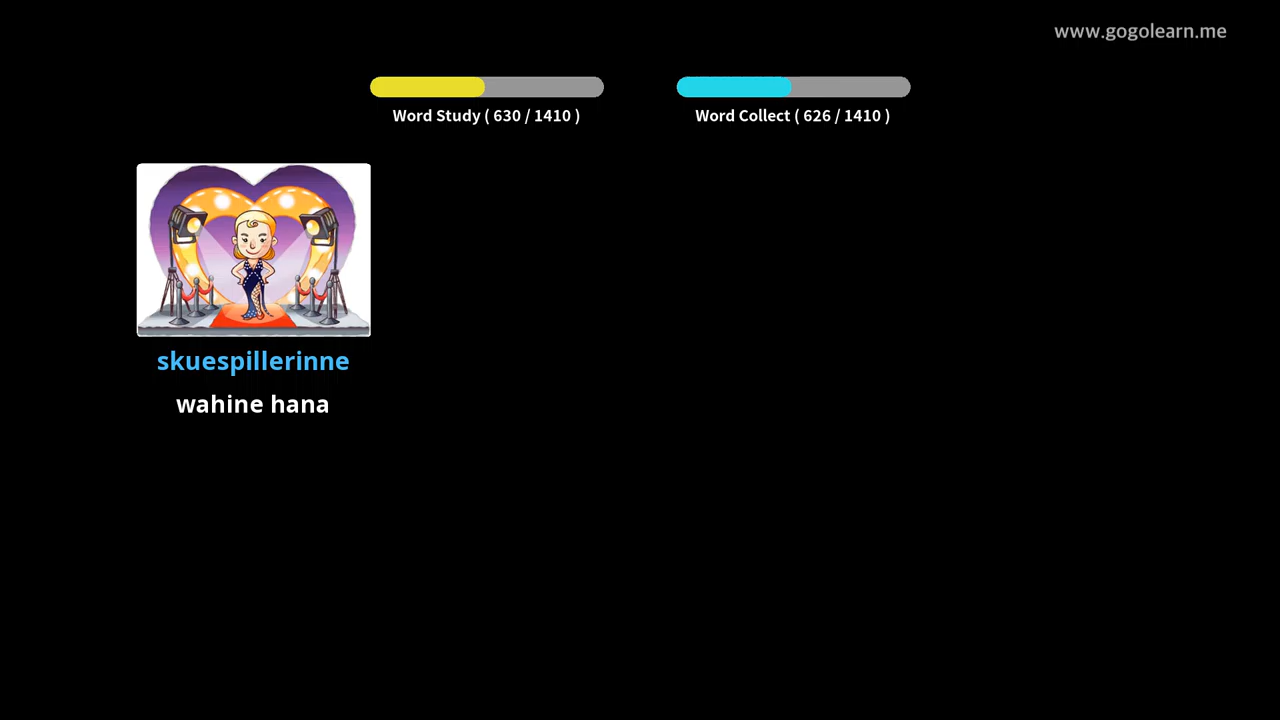 www.gogolearn.me
Word Study ( 630 / 1410 )
Word Collect ( 626 / 1410 )
skuespillerinne
wahine hana